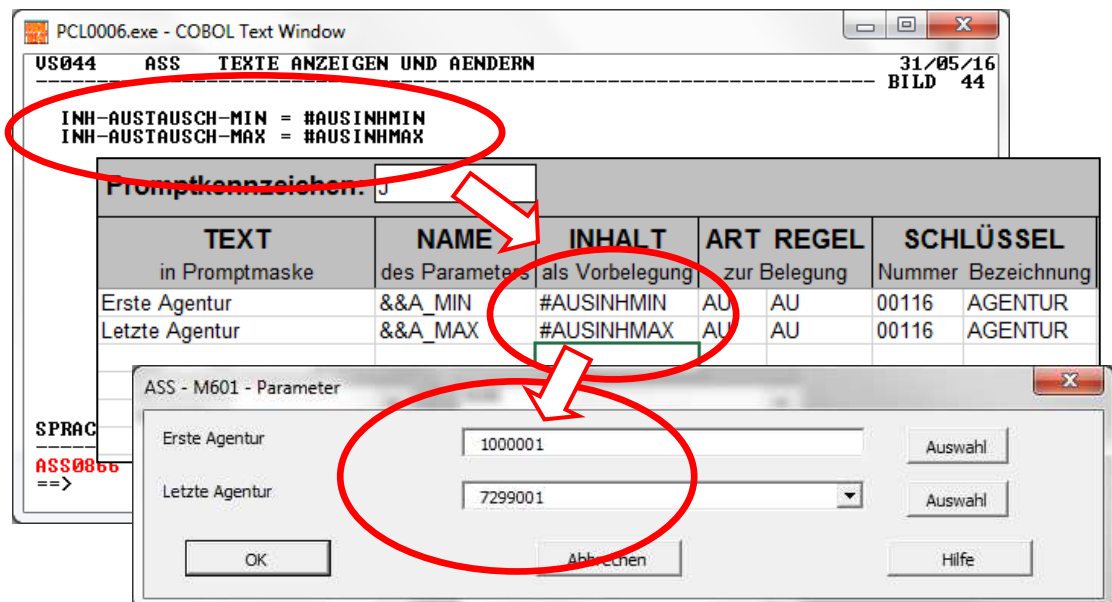 PCL0006.exe - COBOL Text Window
VS044 ASS TEXTE ANZEIGEN UND AENDERN 31/05/16
BILD 44
INH-AUSTAUSCH-MIN = #AUSINHMIN
INH-AUSTAUSCH-MAX = #AUSINHMAX
Promptkennzeichen: J
TEXT NAME INHALT ART REGEL SCHLÜSSEL
in Promptmaske des Parameters als Vorbelegung zur Belegung Nummer Bezeichnung
Erste Agentur &&A_MIN #AUSINHMIN AU AU 00116 AGENTUR
Letzte Agentur &&A_MAX #AUSINHMAX AU AU 00116 AGENTUR
ASS - M601 - Parameter
SPRAC
Erste Agentur 1000001 Auswahl
ASS0866
==>
Letzte Agentur 7299001 Auswahl
OK Abbrechen Hilfe